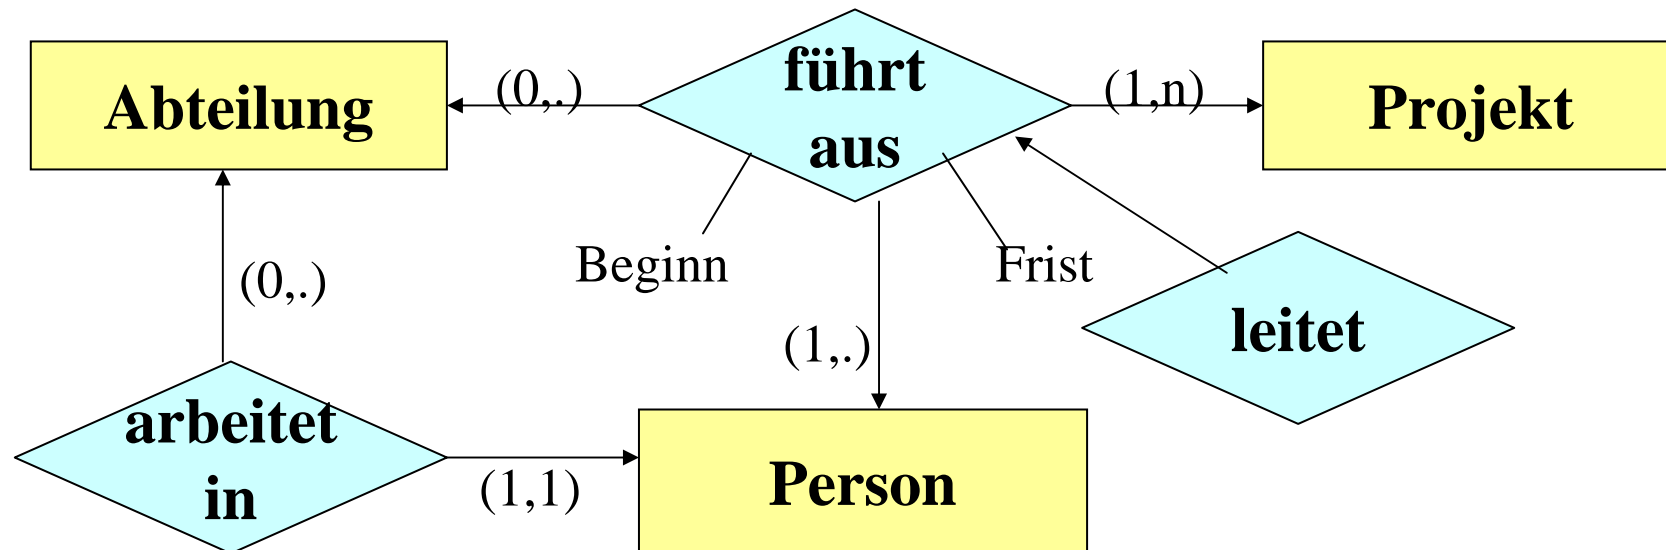 Abteilung
(0,.)
führt
aus
(1,n)
Projekt
Beginn
Frist
(0,.)
(1,.)
leitet
arbeitet
in
(1,1)
Person